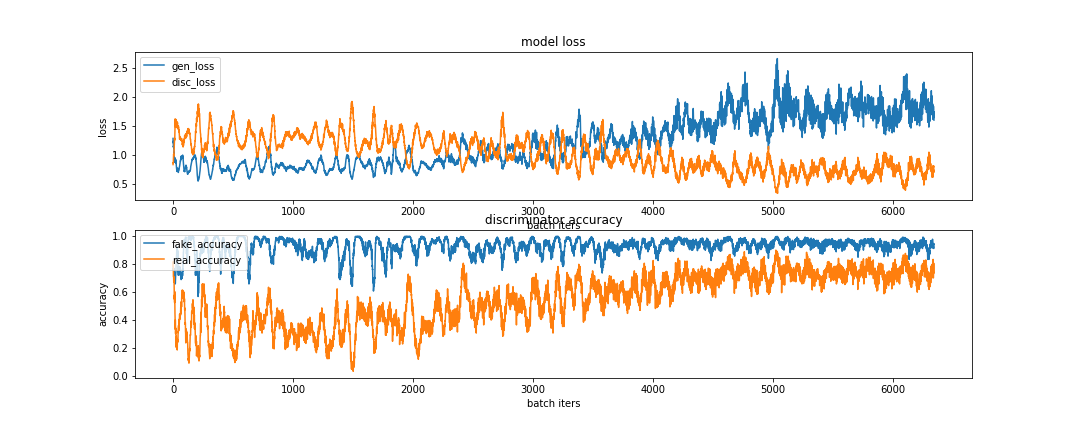 model loss
gen_loss
disc_loss
loss
2.5
2.0
1.5
1.0
0.5
0 1000 2000 3000 4000 5000 6000
batch iters
discriminator accuracy
fake_accuracy
real_accuracy
accuracy
1.0
0.8
0.6
0.4
0.2
0.0
0 1000 2000 3000 4000 5000 6000
batch iters